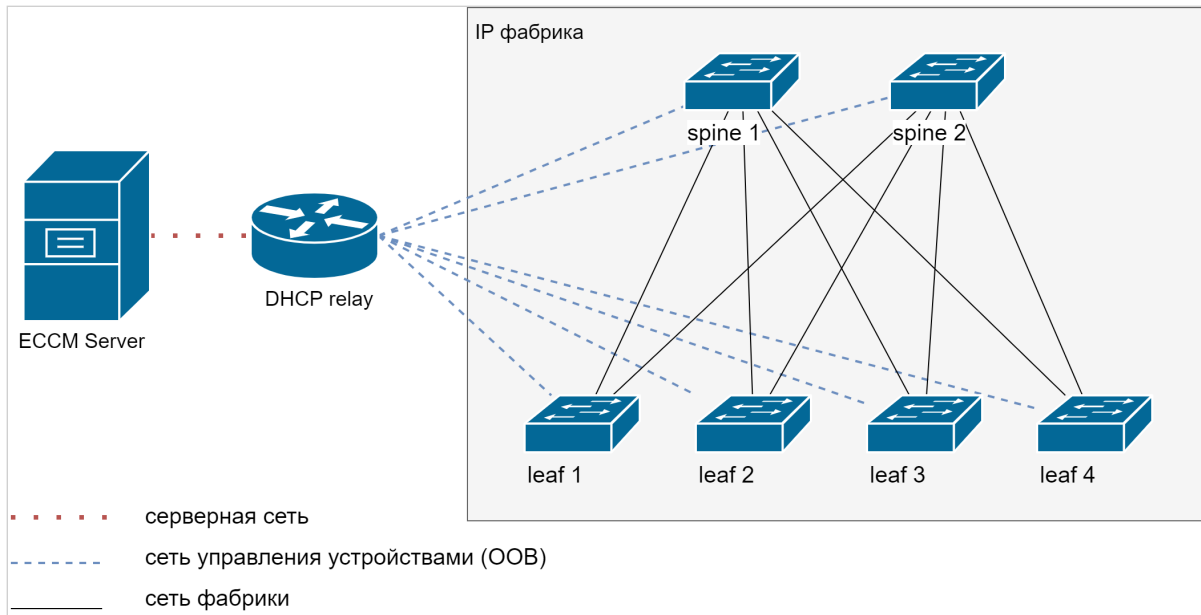 IP фабрика
spine 1
spine 2
DHCP relay
ECCM Server
leaf 1
leaf 2
leaf 3
leaf 4
серверная сеть
сеть управления устройствами (OOB)
сеть фабрики